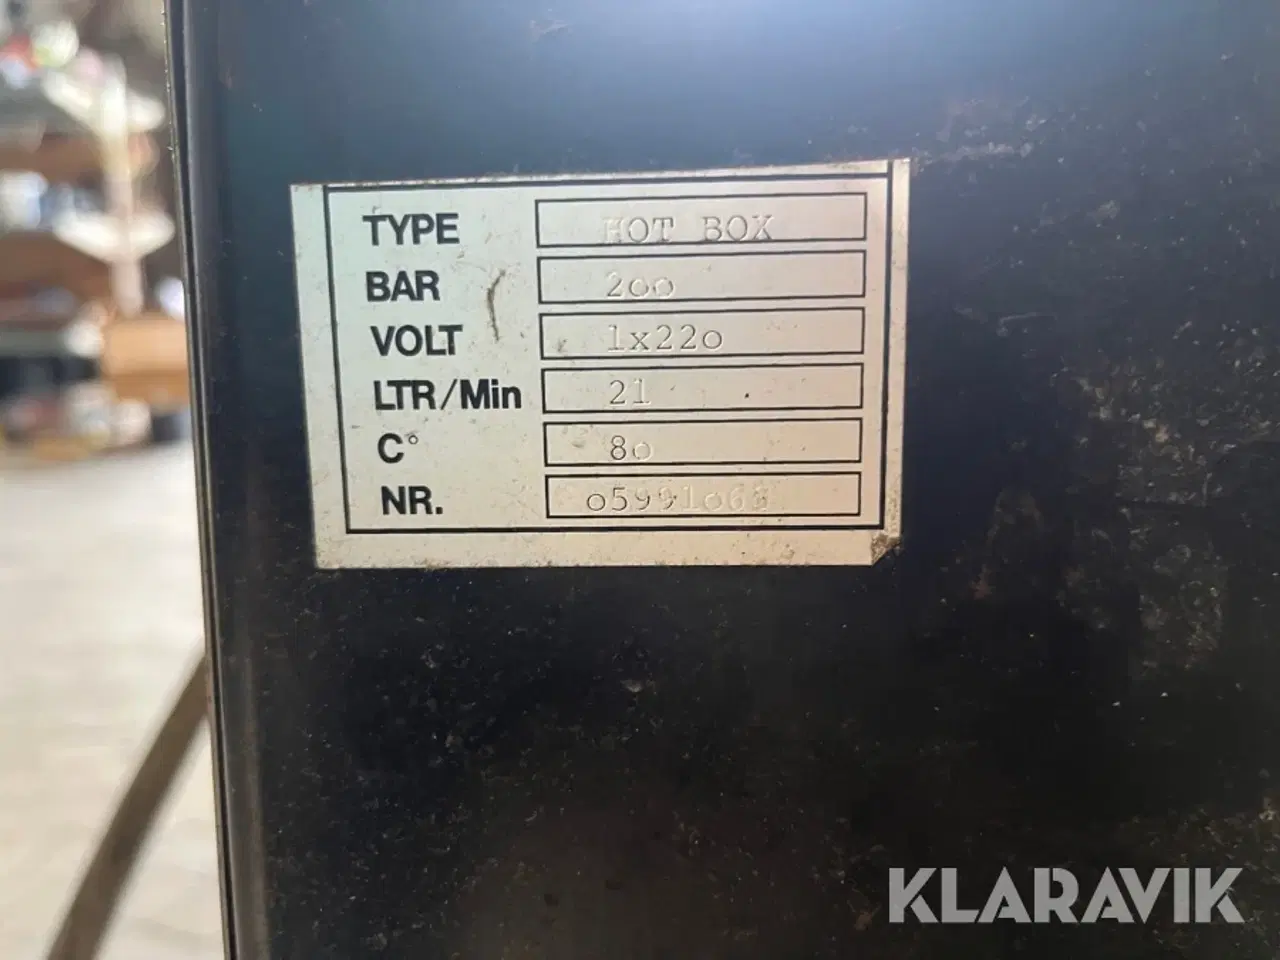 TYPE HOT BOX
BAR 200
VOLT 1x220
LTR/Min 21
C° 80
NR.
KLARAVIK